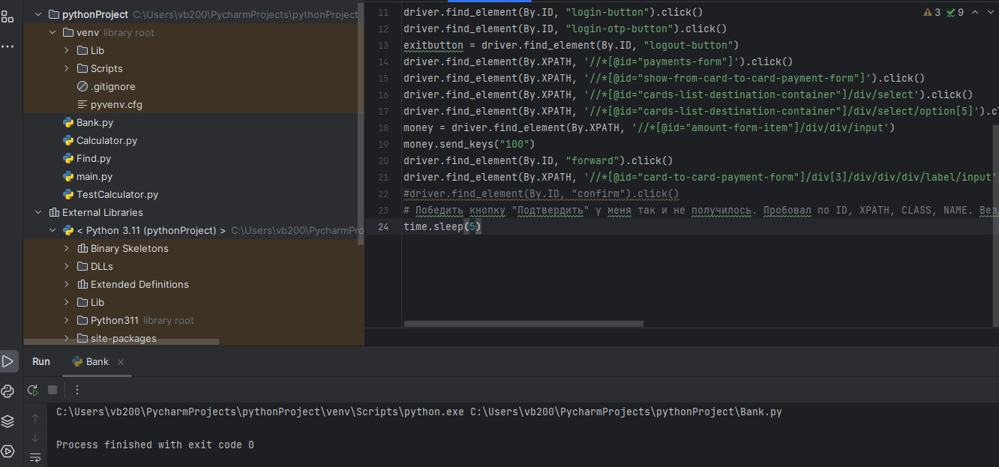 pythonProject C:\Users\vb200\PycharmProjects\pythonProject
venv library root
Lib
Scripts
.gitignore
pyvenv.cfg
Bank.py
Calculator.py
Find.py
main.py
TestCalculator.py
External Libraries
< Python 3.11 (pythonProject) > C:\Users\vb200\PycharmPro
Binary Skeletons
DLLs
Extended Definitions
Lib
Python311 library root
site-packages
3 9
11 driver.find_element(By.ID, "login-button").click()
12 driver.find_element(By.ID, "login-otp-button").click()
13 exitbutton = driver.find_element(By.ID, "logout-button")
14 driver.find_element(By.XPATH, '//*[@id="payments-form"]').click()
15 driver.find_element(By.XPATH, '//*[@id="show-from-card-to-card-payment-form"]').click()
16 driver.find_element(By.XPATH, '//*[@id="cards-list-destination-container"]/div/select').click()
17 driver.find_element(By.XPATH, '//*[@id="cards-list-destination-container"]/div/select/option[5]').cl
18 money = driver.find_element(By.XPATH, '//*[@id="amount-form-item"]/div/div/input')
19 money.send_keys("100")
20 driver.find_element(By.ID, "forward").click()
21 driver.find_element(By.XPATH, '//*[@id="card-to-card-payment-form"]/div[3]/div/div/div/label/input'
22 #driver.find_element(By.ID, "confirm").click()
23 # Победить кнопку "Подтвердить" у меня так и не получилось. Пробовал по ID, XPATH, CLASS, NAME. Вез
24 time.sleep(5)
Run Bank
C:\Users\vb200\PycharmProjects\pythonProject\venv\Scripts\python.exe C:\Users\vb200\PycharmProjects\pythonProject\Bank.py
Process finished with exit code 0